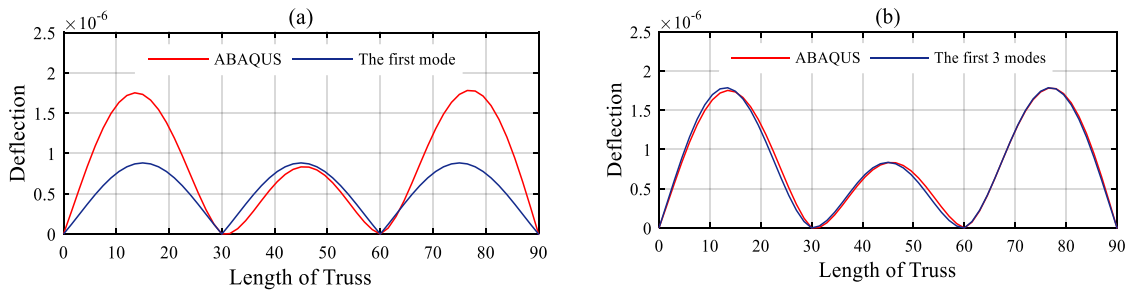 (a)
×10⁻⁶
2.5
2
1.5
1
0.5
0
Deflection
ABAQUS
The first mode
0 10 20 30 40 50 60 70 80 90
Length of Truss
(b)
×10⁻⁶
2.5
2
1.5
1
0.5
0
Deflection
ABAQUS
The first 3 modes
0 10 20 30 40 50 60 70 80 90
Length of Truss